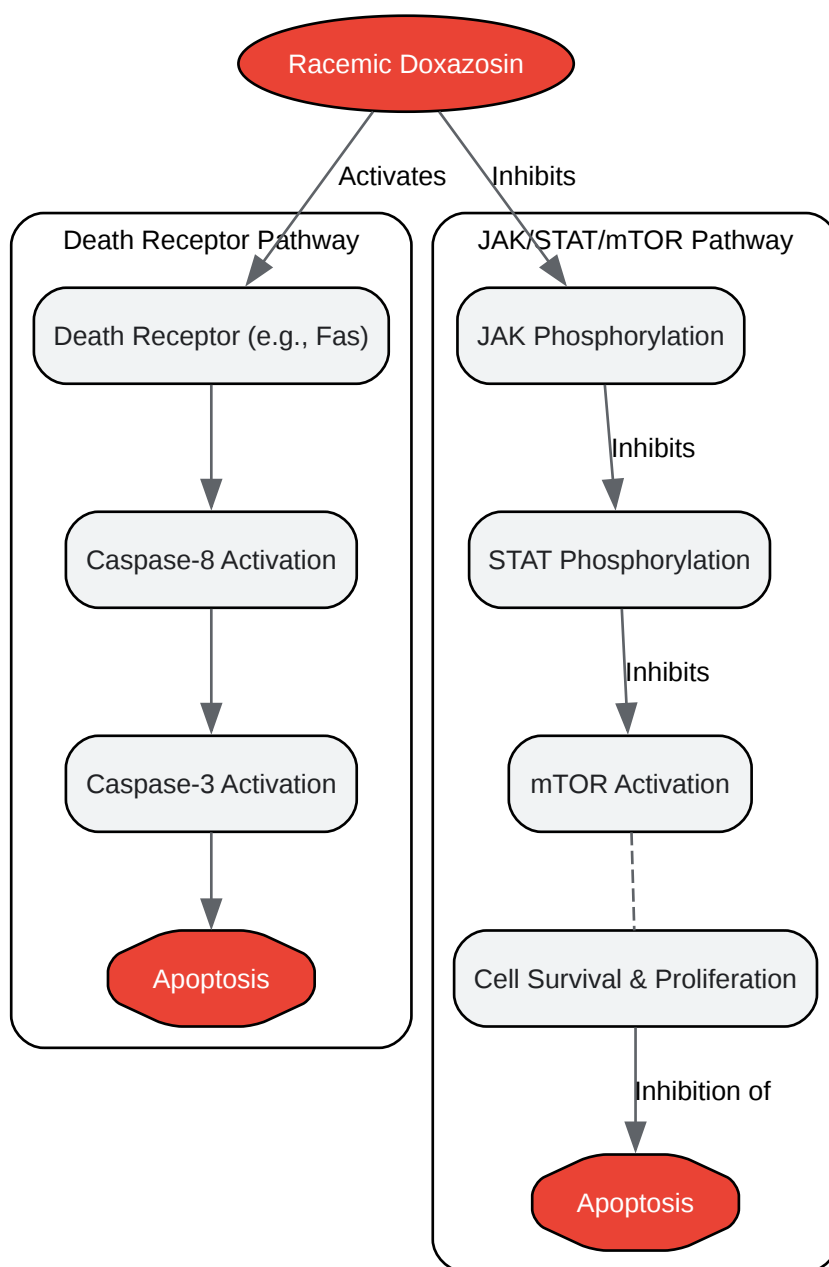 Racemic Doxazosin
Activates
Inhibits
Death Receptor Pathway
JAK/STAT/mTOR Pathway
Death Receptor (e.g., Fas)
JAK Phosphorylation
Inhibits
Caspase-8 Activation
STAT Phosphorylation
Inhibits
Caspase-3 Activation
mTOR Activation
Apoptosis
Cell Survival & Proliferation
Inhibition of
Apoptosis